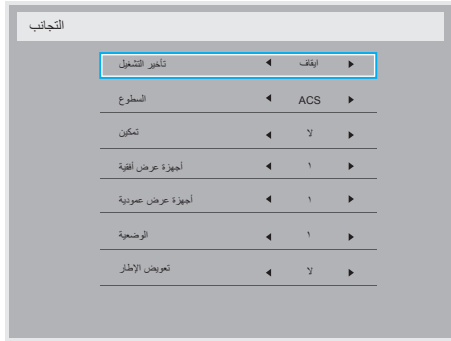 التجانب
تأخير التشغيل ايقاف
السطوع ACS
تمكين لا
أجهزة عرض أفقية ١
أجهزة عرض عمودية ١
الوضعية ١
تعويض الإطار لا